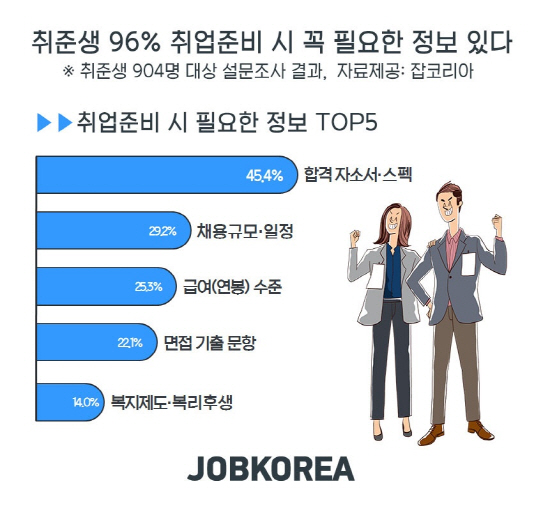 취준생 96% 취업준비 시 꼭 필요한 정보 있다
※ 취준생 904명 대상 설문조사 결과, 자료제공: 잡코리아
▶▶취업준비 시 필요한 정보 TOP5
45.4% 합격 자소서·스펙
29.2% 채용규모·일정
25.3% 급여(연봉) 수준
22.1% 면접 기출 문항
14.0% 복지제도·복리후생
JOBKOREA